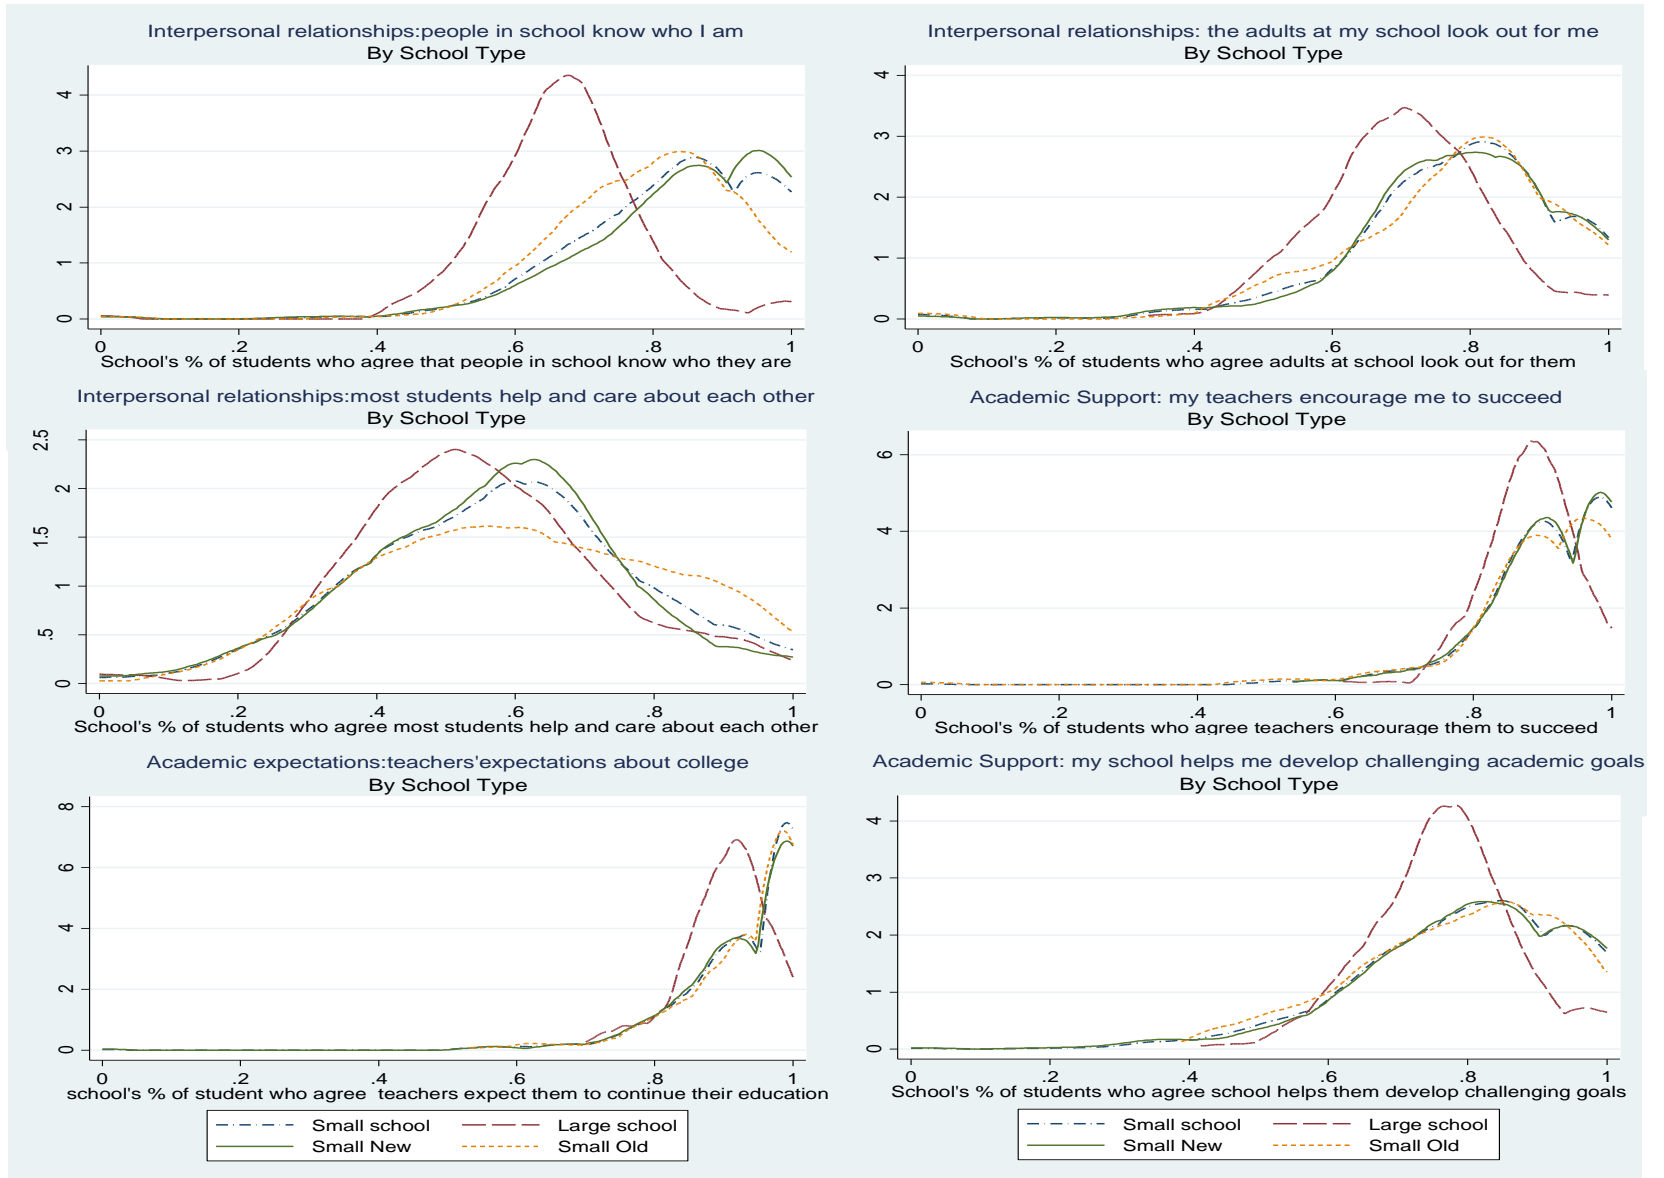 Interpersonal relationships:people in school know who I am
By School Type
4
3
2
1
0
0 .2 .4 .6 .8 1
School's % of students who agree that people in school know who they are
Interpersonal relationships: the adults at my school look out for me
By School Type
4
3
2
1
0
0 .2 .4 .6 .8 1
School's % of students who agree adults at school look out for them
Interpersonal relationships:most students help and care about each other
By School Type
2.5
2
1.5
1
.5
0
0 .2 .4 .6 .8 1
School's % of students who agree most students help and care about each other
Academic Support: my teachers encourage me to succeed
By School Type
6
4
2
0
0 .2 .4 .6 .8 1
School's % of students who agree teachers encourage them to succeed
Academic expectations:teachers'expectations about college
By School Type
8
6
4
2
0
0 .2 .4 .6 .8 1
school's % of student who agree teachers expect them to continue their education
Small school Large school
Small New Small Old
Academic Support: my school helps me develop challenging academic goals
By School Type
4
3
2
1
0
0 .2 .4 .6 .8 1
School's % of students who agree school helps them develop challenging goals
Small school Large school
Small New Small Old